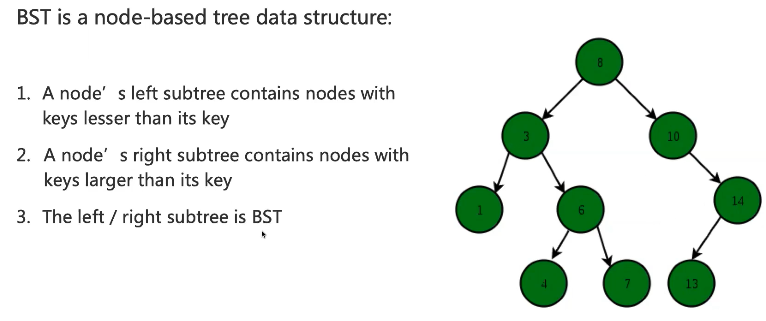 BST is a node-based tree data structure:
1. A node’s left subtree contains nodes with
keys lesser than its key
2. A node’s right subtree contains nodes with
keys larger than its key
3. The left / right subtree is BST
8
3
10
1
6
14
4
7
13